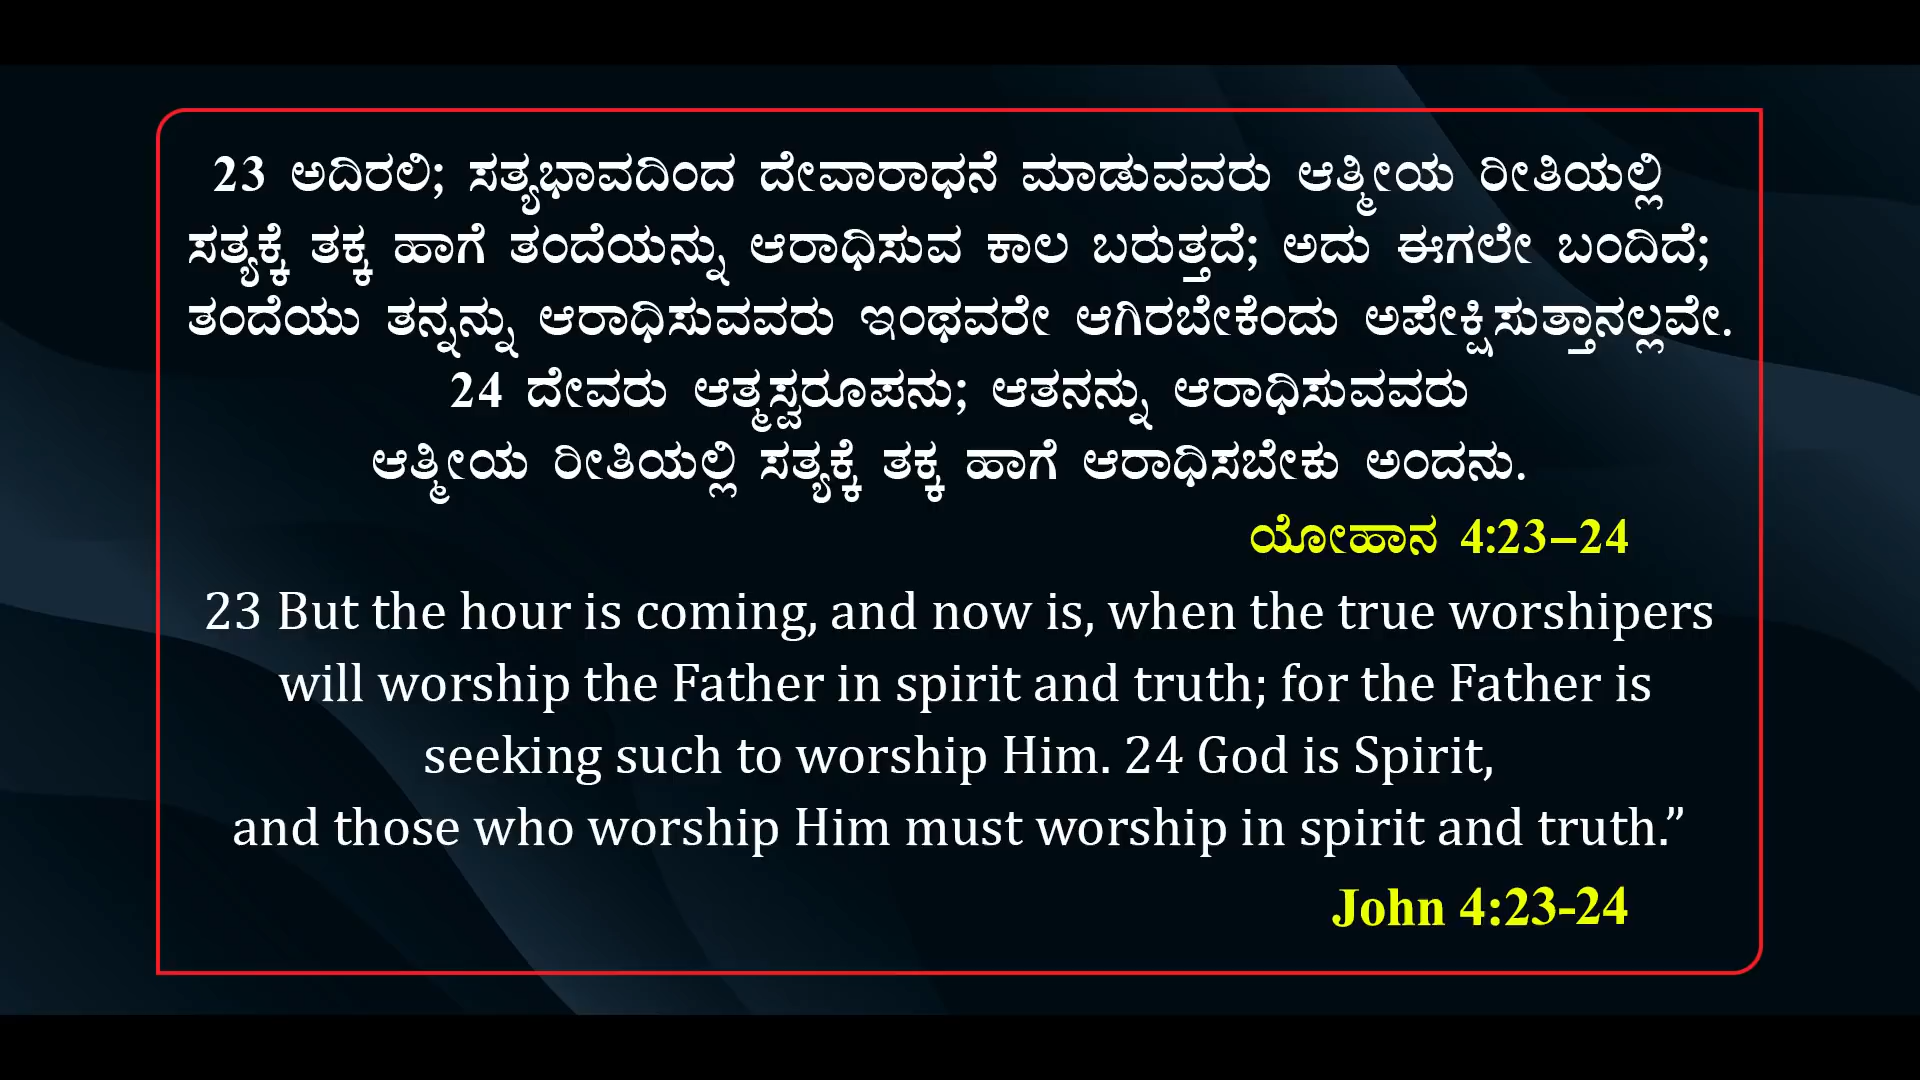 23 ಅದಿರಲಿ; ಸತ್ಯಭಾವದಿಂದ ದೇವಾರಾಧನೆ ಮಾಡುವವರು ಆತ್ಮೀಯ ರೀತಿಯಲ್ಲಿ
ಸತ್ಯಕ್ಕೆ ತಕ್ಕ ಹಾಗೆ ತಂದೆಯನ್ನು ಆರಾಧಿಸುವ ಕಾಲ ಬರುತ್ತದೆ; ಅದು ಈಗಲೇ ಬಂದಿದೆ;
ತಂದೆಯು ತನ್ನನ್ನು ಆರಾಧಿಸುವವರು ಇಂಥವರೇ ಆಗಿರಬೇಕೆಂದು ಅಪೇಕ್ಷಿಸುತ್ತಾನಲ್ಲವೇ.
24 ದೇವರು ಆತ್ಮಸ್ವರೂಪನು; ಆತನನ್ನು ಆರಾಧಿಸುವವರು
ಆತ್ಮೀಯ ರೀತಿಯಲ್ಲಿ ಸತ್ಯಕ್ಕೆ ತಕ್ಕ ಹಾಗೆ ಆರಾಧಿಸಬೇಕು ಅಂದನು.
ಯೋಹಾನ 4:23–24
23 But the hour is coming, and now is, when the true worshipers
will worship the Father in spirit and truth; for the Father is
seeking such to worship Him. 24 God is Spirit,
and those who worship Him must worship in spirit and truth.”
John 4:23-24